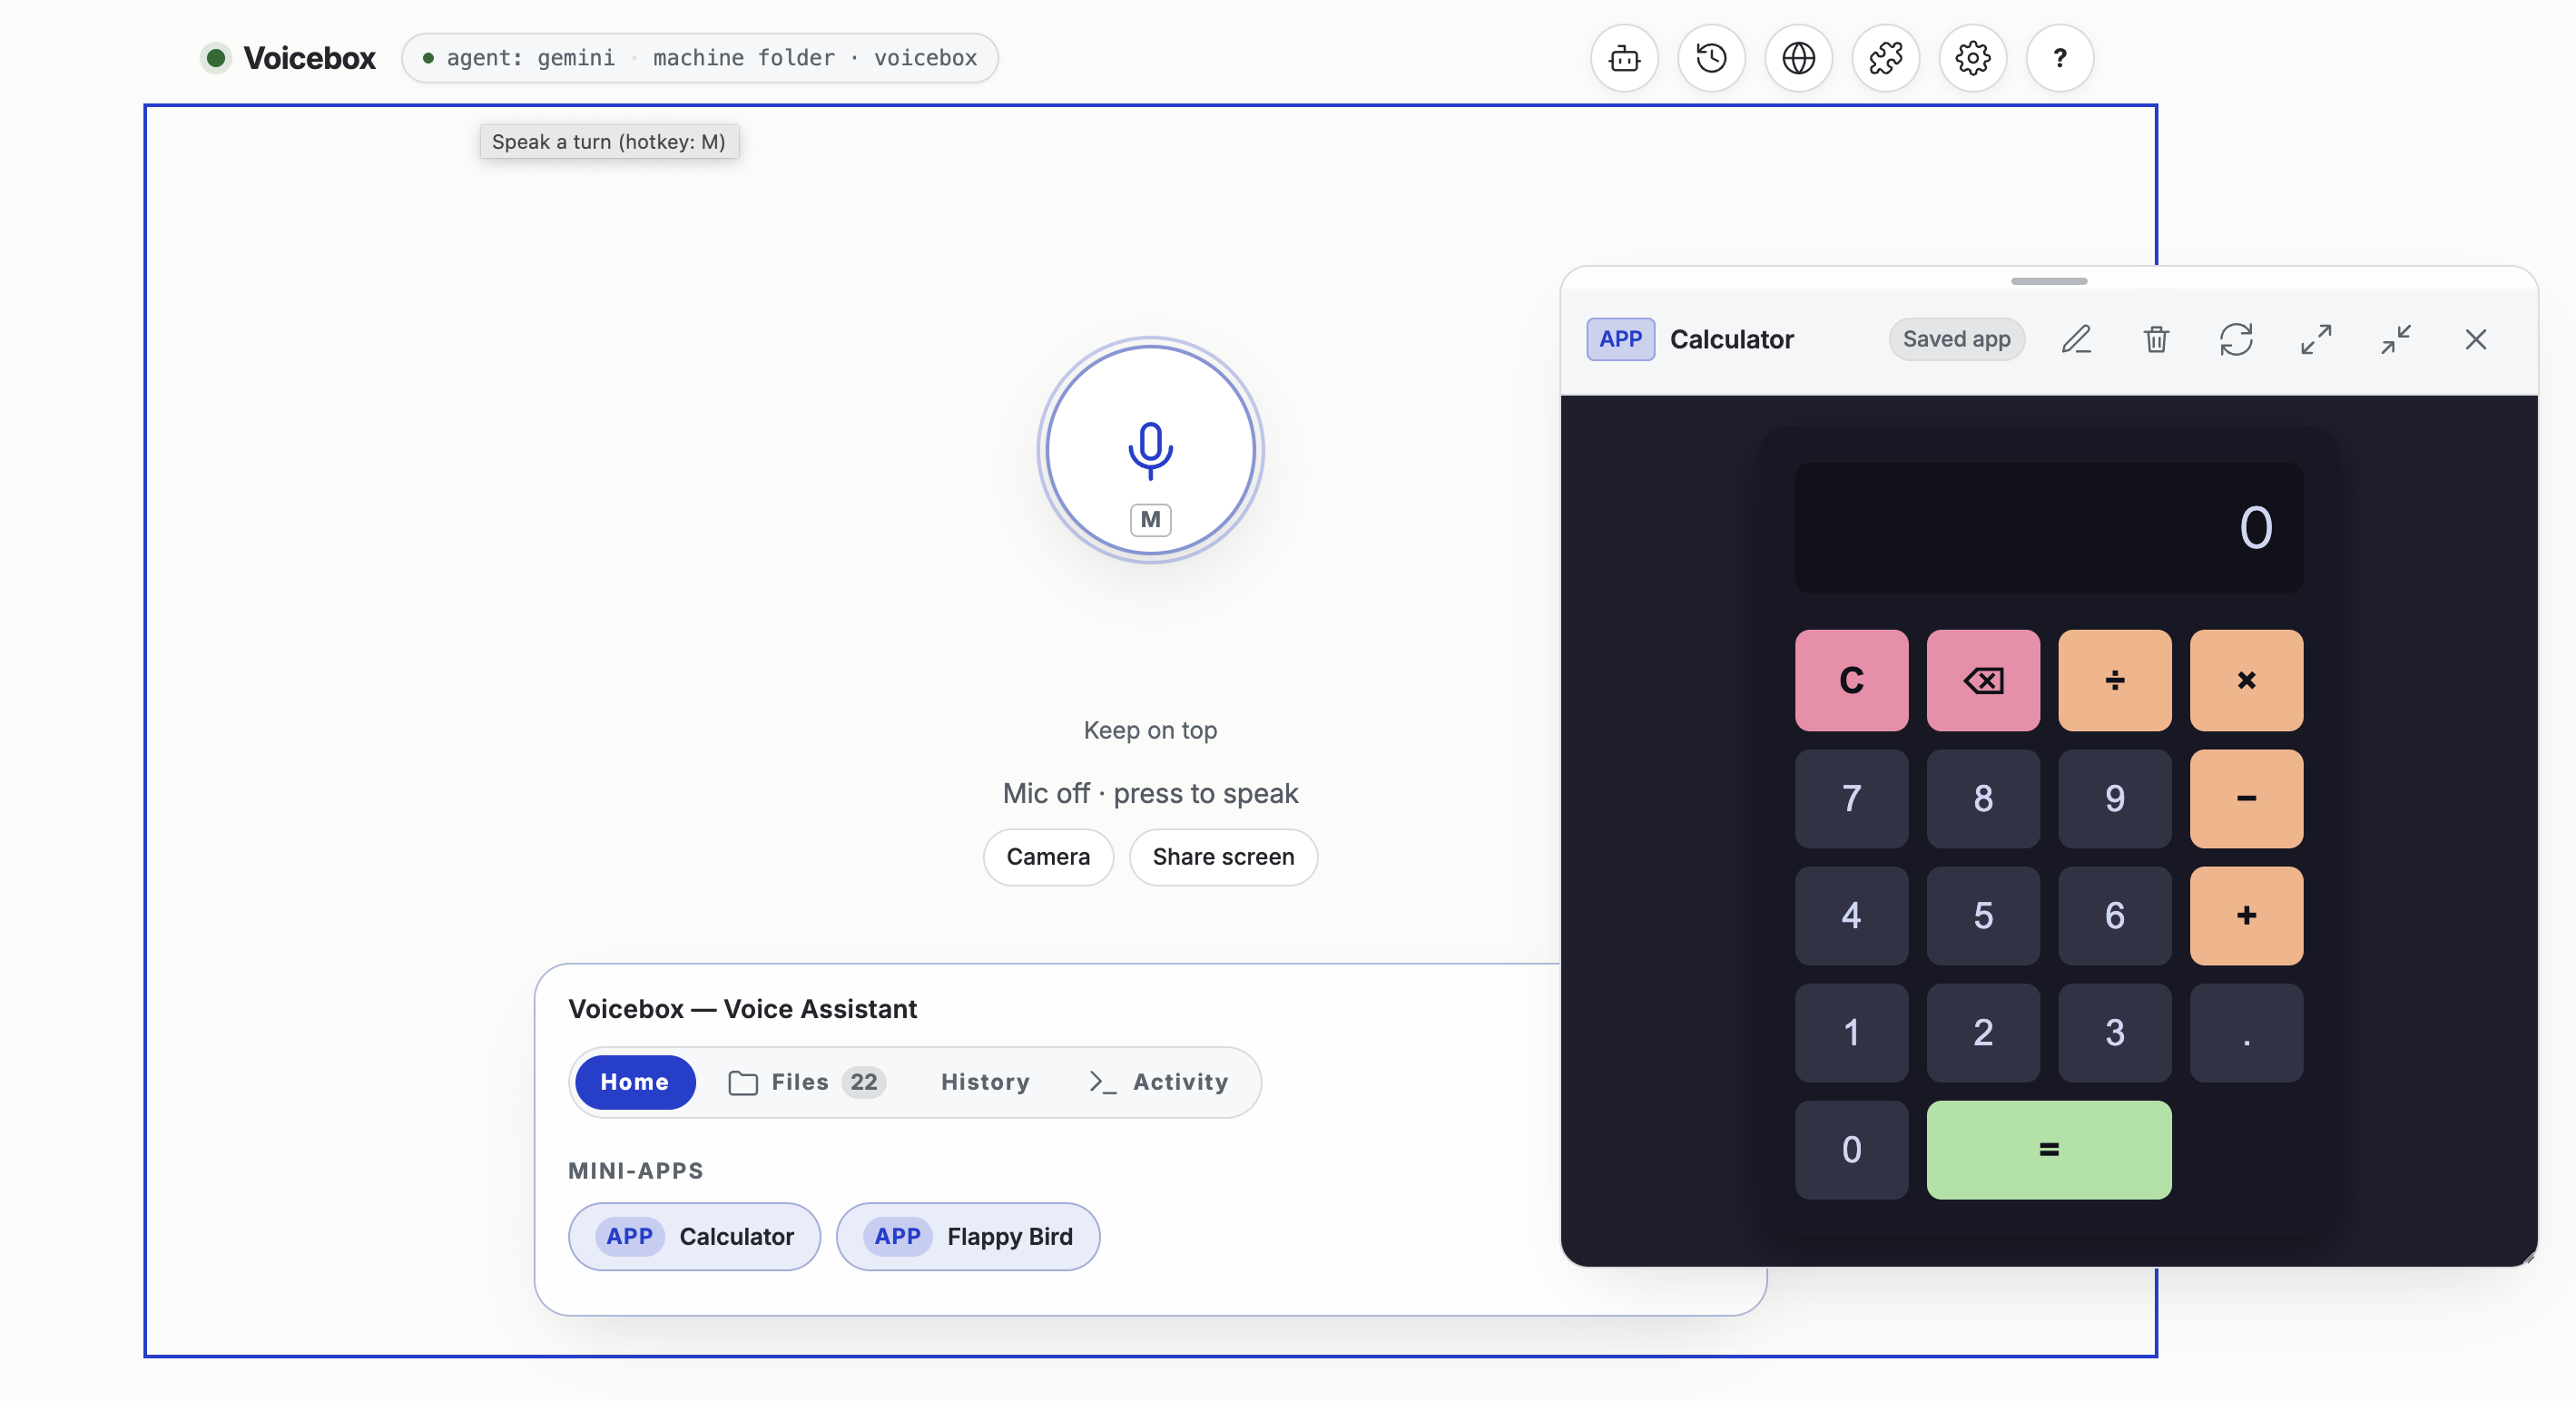 Voicebox
agent: gemini · machine folder · voicebox
?
Speak a turn (hotkey: M)
M
Keep on top
Mic off · press to speak
Camera
Share screen
Voicebox — Voice Assistant
Home
Files 22
History
Activity
MINI-APPS
APP Calculator
APP Flappy Bird
APP Calculator
Saved app
0
C ÷ ×
7 8 9 −
4 5 6 +
1 2 3 .
0 =